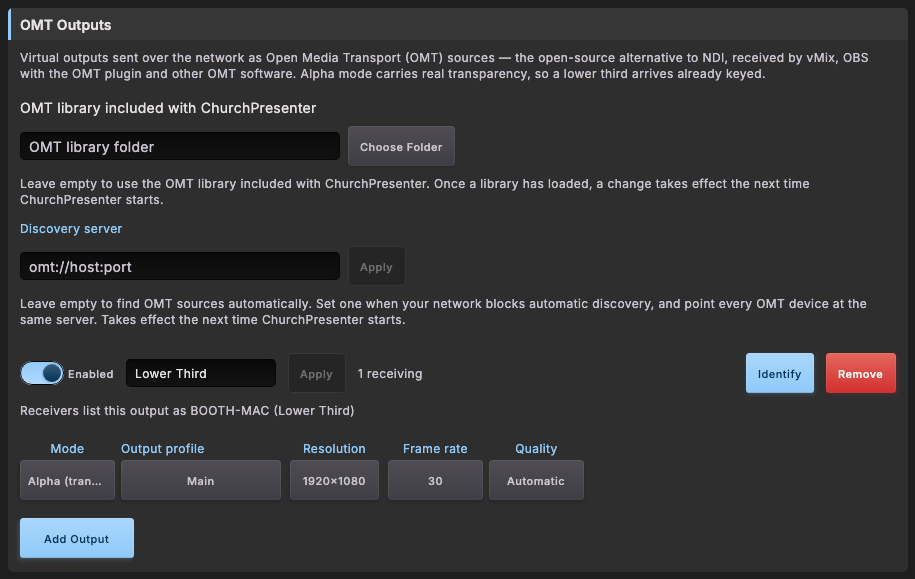 OMT Outputs
Virtual outputs sent over the network as Open Media Transport (OMT) sources — the open-source alternative to NDI, received by vMix, OBS
with the OMT plugin and other OMT software. Alpha mode carries real transparency, so a lower third arrives already keyed.
OMT library included with ChurchPresenter
OMT library folder
Choose Folder
Leave empty to use the OMT library included with ChurchPresenter. Once a library has loaded, a change takes effect the next time
ChurchPresenter starts.
Discovery server
omt://host:port
Apply
Leave empty to find OMT sources automatically. Set one when your network blocks automatic discovery, and point every OMT device at the
same server. Takes effect the next time ChurchPresenter starts.
Enabled
Lower Third
Apply
1 receiving
Identify
Remove
Receivers list this output as BOOTH-MAC (Lower Third)
Mode Output profile Resolution Frame rate Quality
Alpha (tran... Main 1920×1080 30 Automatic
Add Output